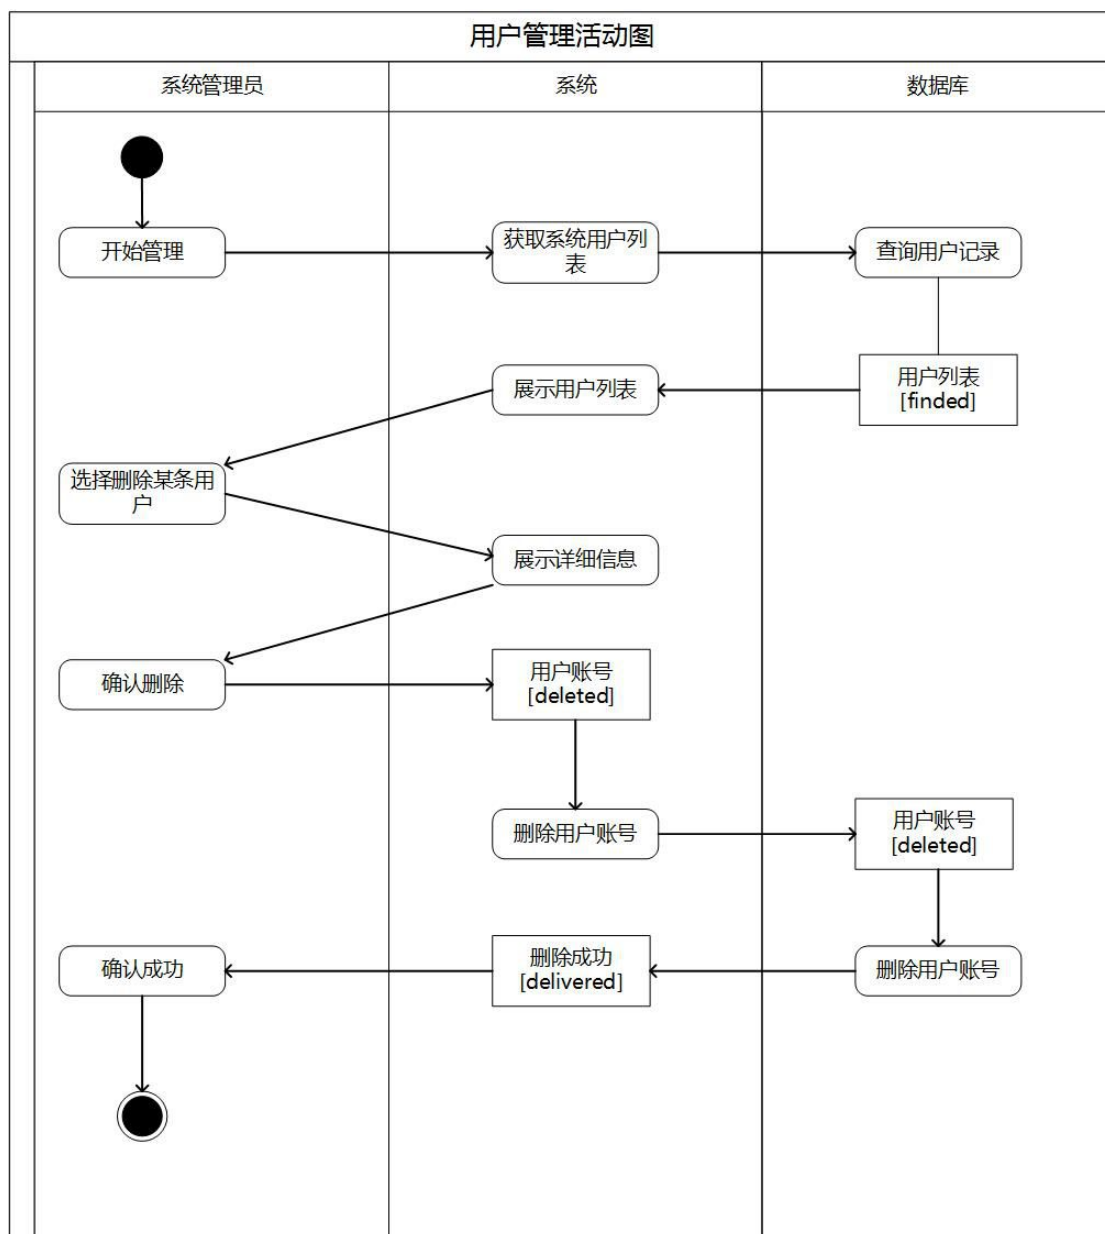 用户管理活动图
系统管理员
系统
数据库
开始管理
获取系统用户列
表
查询用户记录
展示用户列表
用户列表
[finded]
选择删除某条用
户
展示详细信息
确认删除
用户账号
[deleted]
删除用户账号
用户账号
[deleted]
确认成功
删除成功
[delivered]
删除用户账号